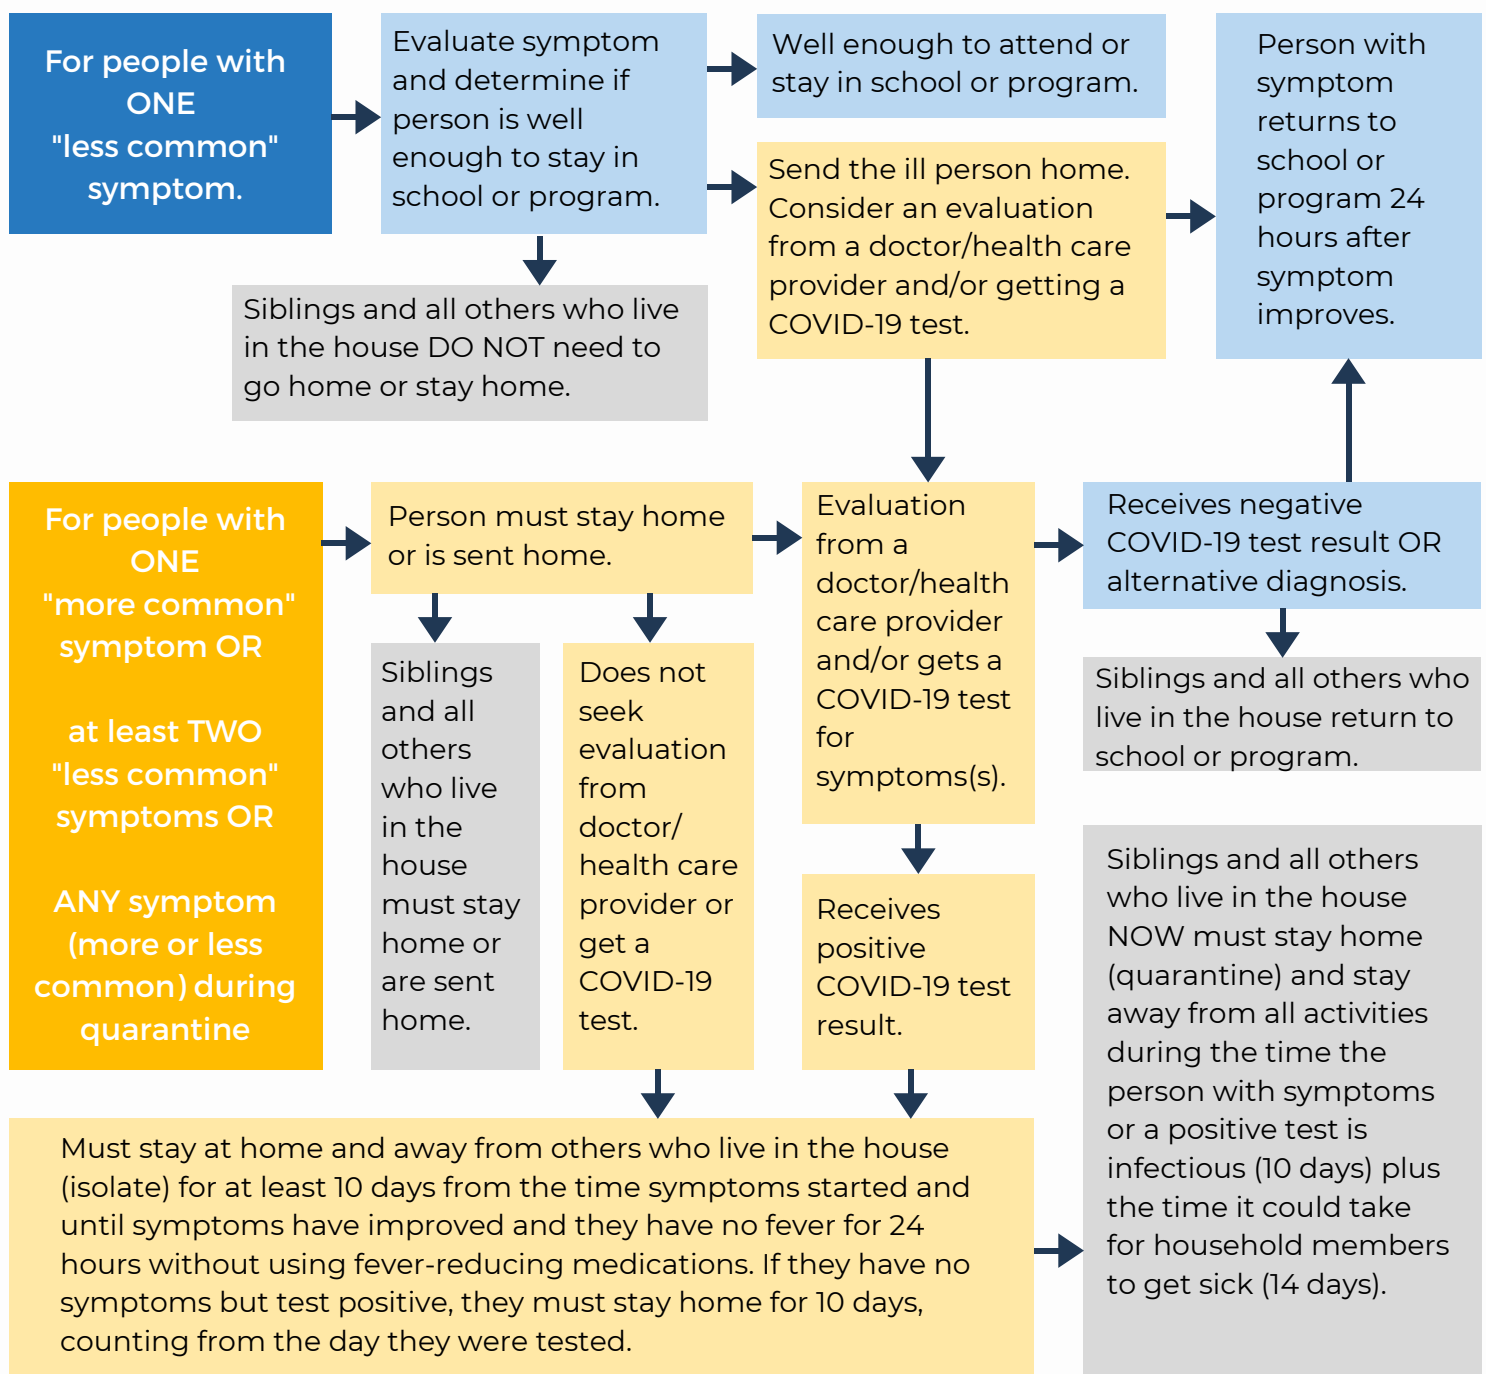 For people with
ONE
"less common"
symptom.
Evaluate symptom
and determine if
person is well
enough to stay in
school or program.
Well enough to attend or
stay in school or program.
Send the ill person home.
Consider an evaluation
from a doctor/health care
provider and/or getting a
COVID-19 test.
Person with
symptom
returns to
school or
program 24
hours after
symptom
improves.
Siblings and all others who live
in the house DO NOT need to
go home or stay home.
For people with
ONE
"more common"
symptom OR
at least TWO
"less common"
symptoms OR
ANY symptom
(more or less
common) during
quarantine
Person must stay home
or is sent home.
Siblings
and all
others
who live
in the
house
must stay
home or
are sent
home.
Does not
seek
evaluation
from
doctor/
health care
provider or
get a
COVID-19
test.
Evaluation
from a
doctor/health
care provider
and/or gets a
COVID-19 test
for
symptoms(s).
Receives negative
COVID-19 test result OR
alternative diagnosis.
Siblings and all others who
live in the house return to
school or program.
Receives
positive
COVID-19 test
result.
Must stay at home and away from others who live in the house
(isolate) for at least 10 days from the time symptoms started and
until symptoms have improved and they have no fever for 24
hours without using fever-reducing medications. If they have no
symptoms but test positive, they must stay home for 10 days,
counting from the day they were tested.
Siblings and all others
who live in the house
NOW must stay home
(quarantine) and stay
away from all activities
during the time the
person with symptoms
or a positive test is
infectious (10 days) plus
the time it could take
for household members
to get sick (14 days).